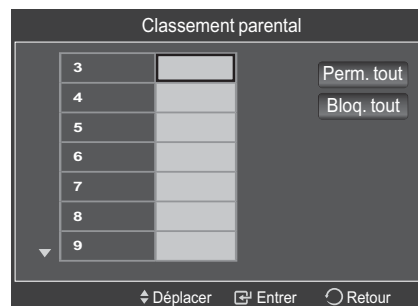 Classement parental
3
4
5
6
7
8
9
Perm. tout
Bloq. tout
Déplacer Entrer Retour